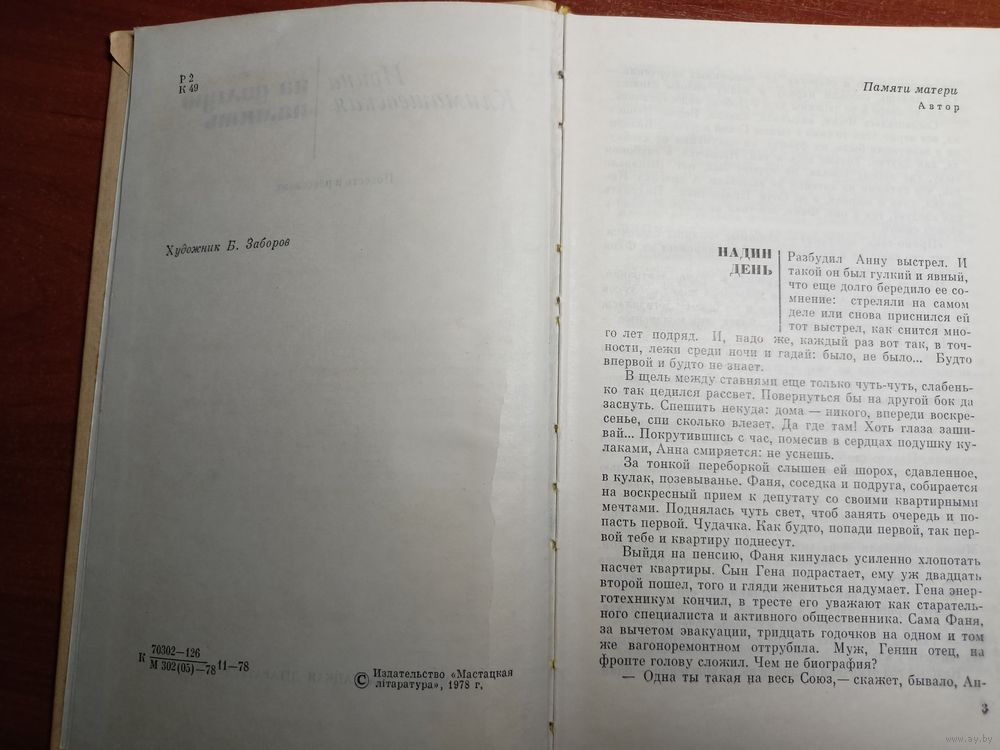 Р 2
К 49
Художник Б. Заборов
К 70302—126
М 302(05)—78 11—78
© Издательство «Мастацкая
літаратура», 1978 г,
Памяти матери
Автор
НАДИН
ДЕНЬ
Разбудил Анну выстрел. И
такой он был гулкий и явный,
что еще долго бередило ее со-
мнение: стреляли на самом
деле или снова приснился ей
тот выстрел, как снится мно-
го лет подряд. И, надо же, каждый раз вот так, в точ-
ности, лежи среди ночи и гадай: было, не было... Будто
впервой и будто не знает.
В щель между ставнями еще только чуть-чуть, слабень-
ко так цедился рассвет. Повернуться бы на другой бок да
заснуть. Спешить некуда: дома — никого, впереди воскре-
сенье, спи сколько влезет. Да где там! Хоть глаза заши-
вай... Покрутившись с час, помесив в сердцах подушку ку-
лаками, Анна смиряется: не уснешь.
За тонкой переборкой слышен ей шорох, сдавленное,
в кулак, позевыванье. Фаня, соседка и подруга, собирается
на воскресный прием к депутату со своими квартирными
мечтами. Поднялась чуть свет, чтоб занять очередь и по-
пасть первой. Чудачка. Как будто, попади первой, так пер-
вой тебе и квартиру поднесут.
Выйдя на пенсию, Фаня кинулась усиленно хлопотать
насчет квартиры. Сын Гена подрастает, ему уж двадцать
второй пошел, того и гляди жениться надумает. Гена энер-
готехникум кончил, в тресте его уважают как старатель-
ного специалиста и активного общественника. Сама Фаня,
за вычетом эвакуации, тридцать годочков на одном и том
же вагоноремонтном оттрубила. Муж, Генин отец, на
фронте голову сложил. Чем не биография?
— Одна ты такая на весь Союз,— скажет, бывало, Ан-
3
www.ay.by